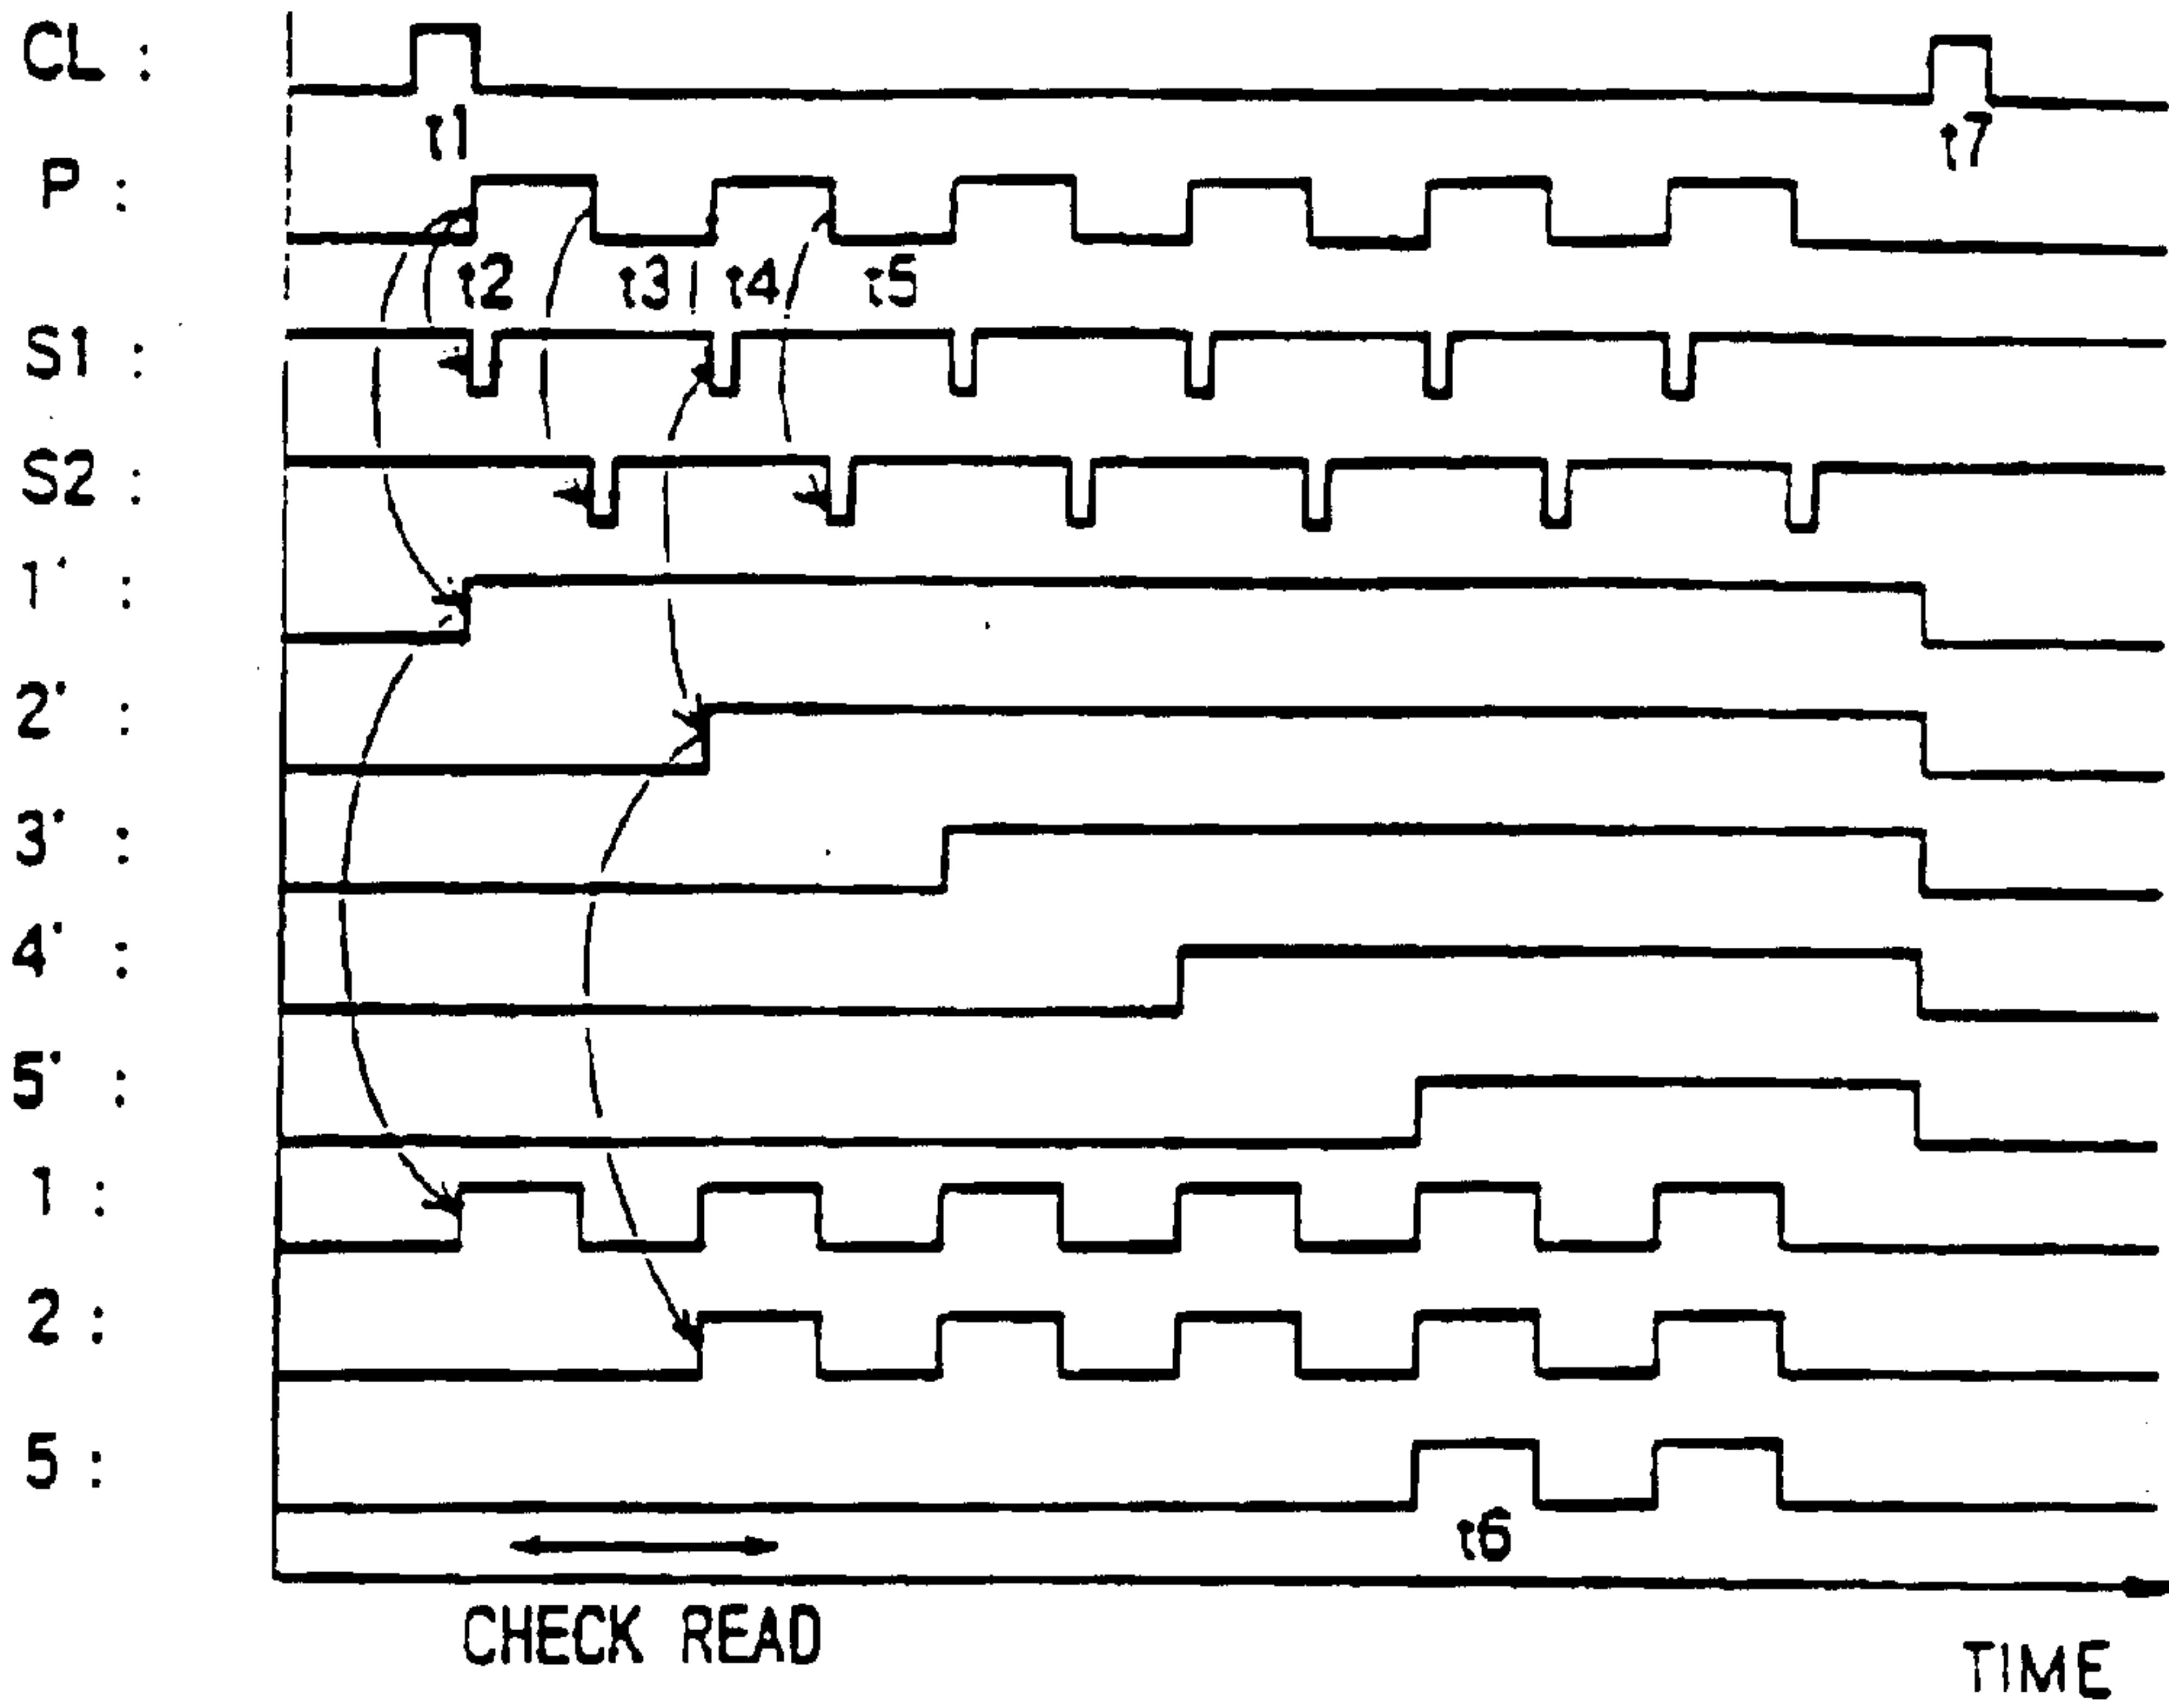 CL :
t1
t7
P :
t2 t3 t4 t5
S1 :
S2 :
1' :
2' :
3' :
4' :
5' :
1 :
2 :
5 :
t6
CHECK READ
TIME